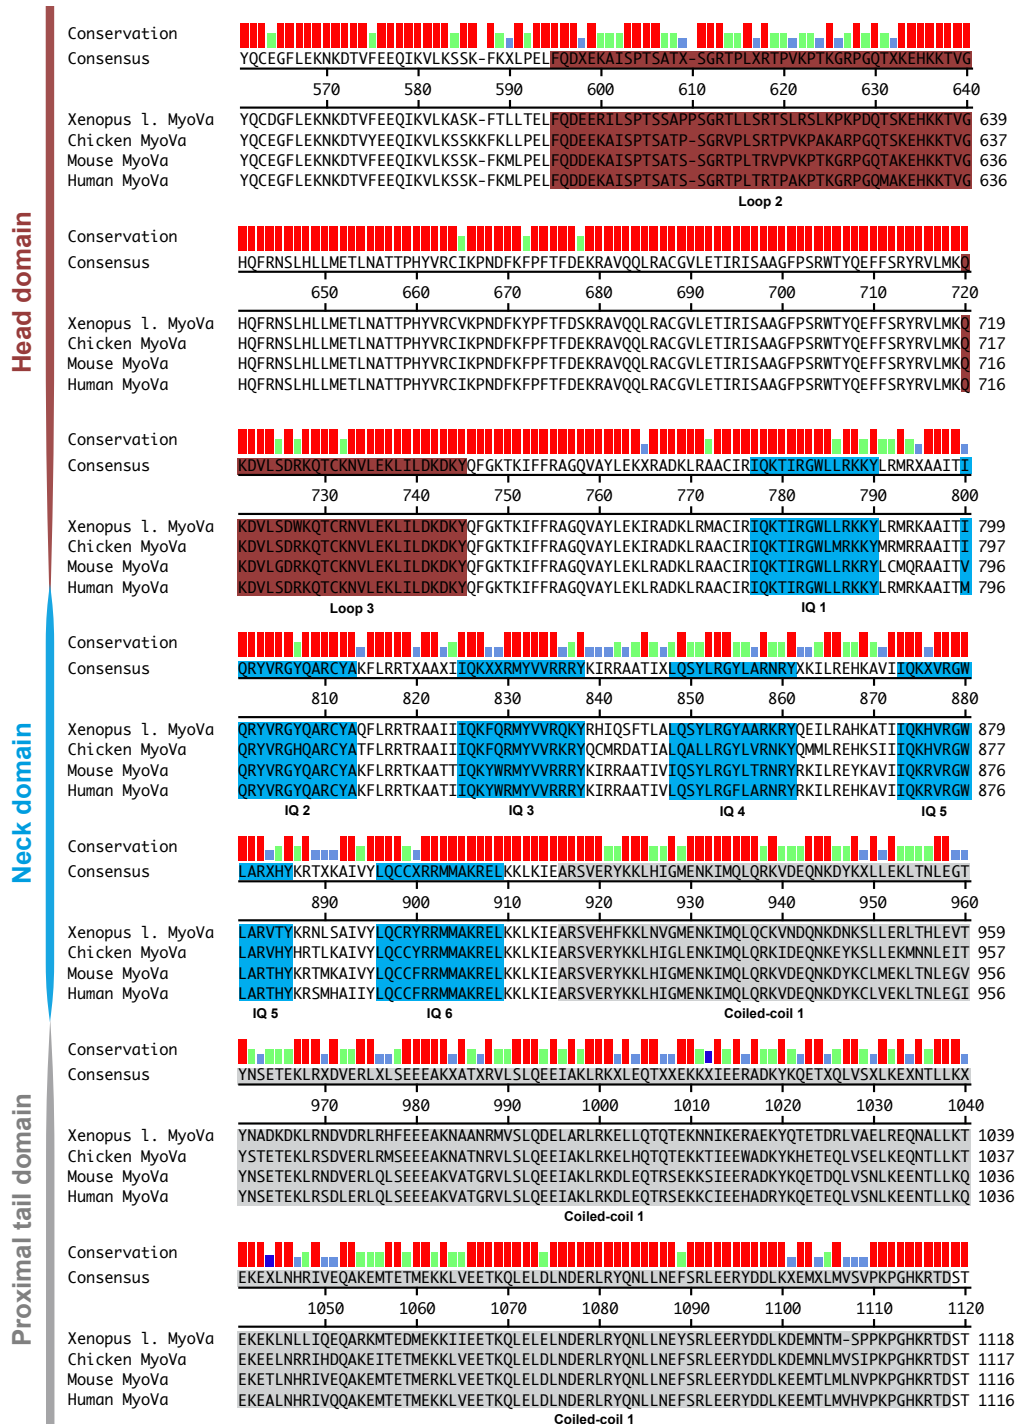 Head domain
Neck domain
Proximal tail domain
Conservation
Consensus YQCEGFLEKNKDTVFEEQIKVLKSSK-FKXLPELFQDXEKAISPTSATX-SGRTPLXRTPVKPTKGRPGQTXKEHKKTVG
570 580 590 600 610 620 630 640
Xenopus l. MyoVa YQCDGFLEKNKDTVFEEQIKVLKASK-FTLLTELFQDEERILSPTSSAPPSGRTLLSRTSLRSLKPKPDQTSKEHKKTVG 639
Chicken MyoVa YQCEGFLEKNKDTVYEEQIKVLKSSKKFKLLPELFQDEEKAISPTSATP-SGRVPLSRTPVKPAKARPGQTSKEHKKTVG 637
Mouse MyoVa YQCEGFLEKNKDTVFEEQIKVLKSSK-FKMLPELFQDDEKAISPTSATS-SGRTPLTRVPVKPTKGRPGQTAKEHKKTVG 636
Human MyoVa YQCEGFLEKNKDTVFEEQIKVLKSSK-FKMLPELFQDDEKAISPTSATS-SGRTPLTRTPAKPTKGRPGQMAKEHKKTVG 636
Loop 2
Conservation
Consensus HQFRNSLHLLMETLNATTPHYVRCIKPNDFKFPFTFDEKRAVQQLRACGVLETIRISAAGFPSRWTYQEFFSRYRVLMKQ
650 660 670 680 690 700 710 720
Xenopus l. MyoVa HQFRNSLHLLMETLNATTPHYVRCVKPNDFKYPFTFDSKRAVQQLRACGVLETIRISAAGFPSRWTYQEFFSRYRVLMKQ 719
Chicken MyoVa HQFRNSLHLLMETLNATTPHYVRCIKPNDFKFPFTFDEKRAVQQLRACGVLETIRISAAGFPSRWTYQEFFSRYRVLMKQ 717
Mouse MyoVa HQFRNSLHLLMETLNATTPHYVRCIKPNDFKFPFTFDEKRAVQQLRACGVLETIRISAAGFPSRWTYQEFFSRYRVLMKQ 716
Human MyoVa HQFRNSLHLLMETLNATTPHYVRCIKPNDFKFPFTFDEKRAVQQLRACGVLETIRISAAGFPSRWTYQEFFSRYRVLMKQ 716
Conservation
Consensus KDVLSDRKQTCKNVLEKLILDKDKYQFGKTKIFFRAGQVAYLEKXRADKLRAACIRIQKTIRGWLLRKKYLRMRXAAITI
730 740 750 760 770 780 790 800
Xenopus l. MyoVa KDVLSDWKQTCRNVLEKLILDKDKYQFGKTKIFFRAGQVAYLEKIRADKLRMACIRIQKTIRGWLLRKKYLRMRKAAITI 799
Chicken MyoVa KDVLSDRKQTCKNVLEKLILDKDKYQFGKTKIFFRAGQVAYLEKIRADKLRAACIRIQKTIRGWLMRKKYMRMRRAAITI 797
Mouse MyoVa KDVLGDRKQTCKNVLEKLILDKDKYQFGKTKIFFRAGQVAYLEKLRADKLRAACIRIQKTIRGWLLRKRYLCMQRAAITV 796
Human MyoVa KDVLSDRKQTCKNVLEKLILDKDKYQFGKTKIFFRAGQVAYLEKLRADKLRAACIRIQKTIRGWLLRKKYLRMRKAAITM 796
Loop 3 IQ 1
Conservation
Consensus QRYVRGYQARCYAKFLRRTXAAXIIQKXXRMYVVRRRYKIRRAATIXLQSYLRGYLARNRYXKILREHKAVIIQKXVRGW
810 820 830 840 850 860 870 880
Xenopus l. MyoVa QRYVRGYQARCYAQFLRRTRAAIIIQKFQRMYVVRQKYRHIQSFTLALQSYLRGYAARKRYQEILRAHKATIIQKHVRGW 879
Chicken MyoVa QRYVRGHQARCYATFLRRTRAAIIIQKFQRMYVVRKRYQCMRDATIALQALLRGYLVRNKYQMMLREHKSIIIQKHVRGW 877
Mouse MyoVa QRYVRGYQARCYAKFLRRTKAATTIQKYWRMYVVRRRYKIRRAATIVIQSYLRGYLTRNRYRKILREYKAVIIQKRVRGW 876
Human MyoVa QRYVRGYQARCYAKFLRRTKAATIIQKYWRMYVVRRRYKIRRAATIVLQSYLRGFLARNRYRKILREHKAVIIQKRVRGW 876
IQ 2 IQ 3 IQ 4 IQ 5
Conservation
Consensus LARXHYKRTXKAIVYLQCCXRRMMAKRELKKLKIEARSVERYKKLHIGMENKIMQLQRKVDEQNKDYKXLLEKLTNLEGT
890 900 910 920 930 940 950 960
Xenopus l. MyoVa LARVTYKRNLSAIVYLQCRYRRMMAKRELKKLKIEARSVEHFKKLNVGMENKIMQLQCKVNDQNKDNKSLLERLTHLEVT 959
Chicken MyoVa LARVHYHRTLKAIVYLQCCYRRMMAKRELKKLKIEARSVERYKKLHIGLENKIMQLQRKIDEQNKEYKSLLEKMNNLEIT 957
Mouse MyoVa LARTHYKRTMKAIVYLQCCFRRMMAKRELKKLKIEARSVERYKKLHIGMENKIMQLQRKVDEQNKDYKCLMEKLTNLEGV 956
Human MyoVa LARTHYKRSMHAIIYLQCCFRRMMAKRELKKLKIEARSVERYKKLHIGMENKIMQLQRKVDEQNKDYKCLVEKLTNLEGI 956
IQ 5 IQ 6 Coiled-coil 1
Conservation
Consensus YNSETEKLRXDVERLXLSEEEAKXATXRVLSLQEEIAKLRKXLEQTXXEKKXIEERADKYKQETXQLVSXLKEXNTLLKX
970 980 990 1000 1010 1020 1030 1040
Xenopus l. MyoVa YNADKDKLRNDVDRLRHFEEEAKNAANRMVSLQDELARLRKELLQTQTEKNNIKERAEKYQTETDRLVAELREQNALLKT 1039
Chicken MyoVa YSTETEKLRSDVERLRMSEEEAKNATNRVLSLQEEIAKLRKELHQTQTEKKTIEEWADKYKHETEQLVSELKEQNTLLKT 1037
Mouse MyoVa YNSETEKLRNDVERLQLSEEEAKVATGRVLSLQEEIAKLRKDLEQTRSEKKSIEERADKYKQETDQLVSNLKEENTLLKQ 1036
Human MyoVa YNSETEKLRSDLERLQLSEEEAKVATGRVLSLQEEIAKLRKDLEQTRSEKKCIEEHADRYKQETEQLVSNLKEENTLLKQ 1036
Coiled-coil 1
Conservation
Consensus EKEXLNHRIVEQAKEMTETMEKKLVEETKQLELDLNDERLRYQNLLNEFSRLEERYDDLKXEMXLMVSVPKPGHKRTDST
1050 1060 1070 1080 1090 1100 1110 1120
Xenopus l. MyoVa EKEKLNLLIQEQARKMTEDMEKKIIEETKQLELELNDERLRYQNLLNEYSRLEERYDDLKDEMNTM-SPPKPGHKRTDST 1118
Chicken MyoVa EKEELNRRIHDQAKEITETMEKKLVEETKQLELDLNDERLRYQNLLNEFSRLEERYDDLKDEMNLMVSIPKPGHKRTDST 1117
Mouse MyoVa EKETLNHRIVEQAKEMTETMERKLVEETKQLELDLNDERLRYQNLLNEFSRLEERYDDLKEEMTLMLNVPKPGHKRTDST 1116
Human MyoVa EKEALNHRIVQQAKEMTETMEKKLVEETKQLELDLNDERLRYQNLLNEFSRLEERYDDLKEEMTLMVHVPKPGHKRTDST 1116
Coiled-coil 1